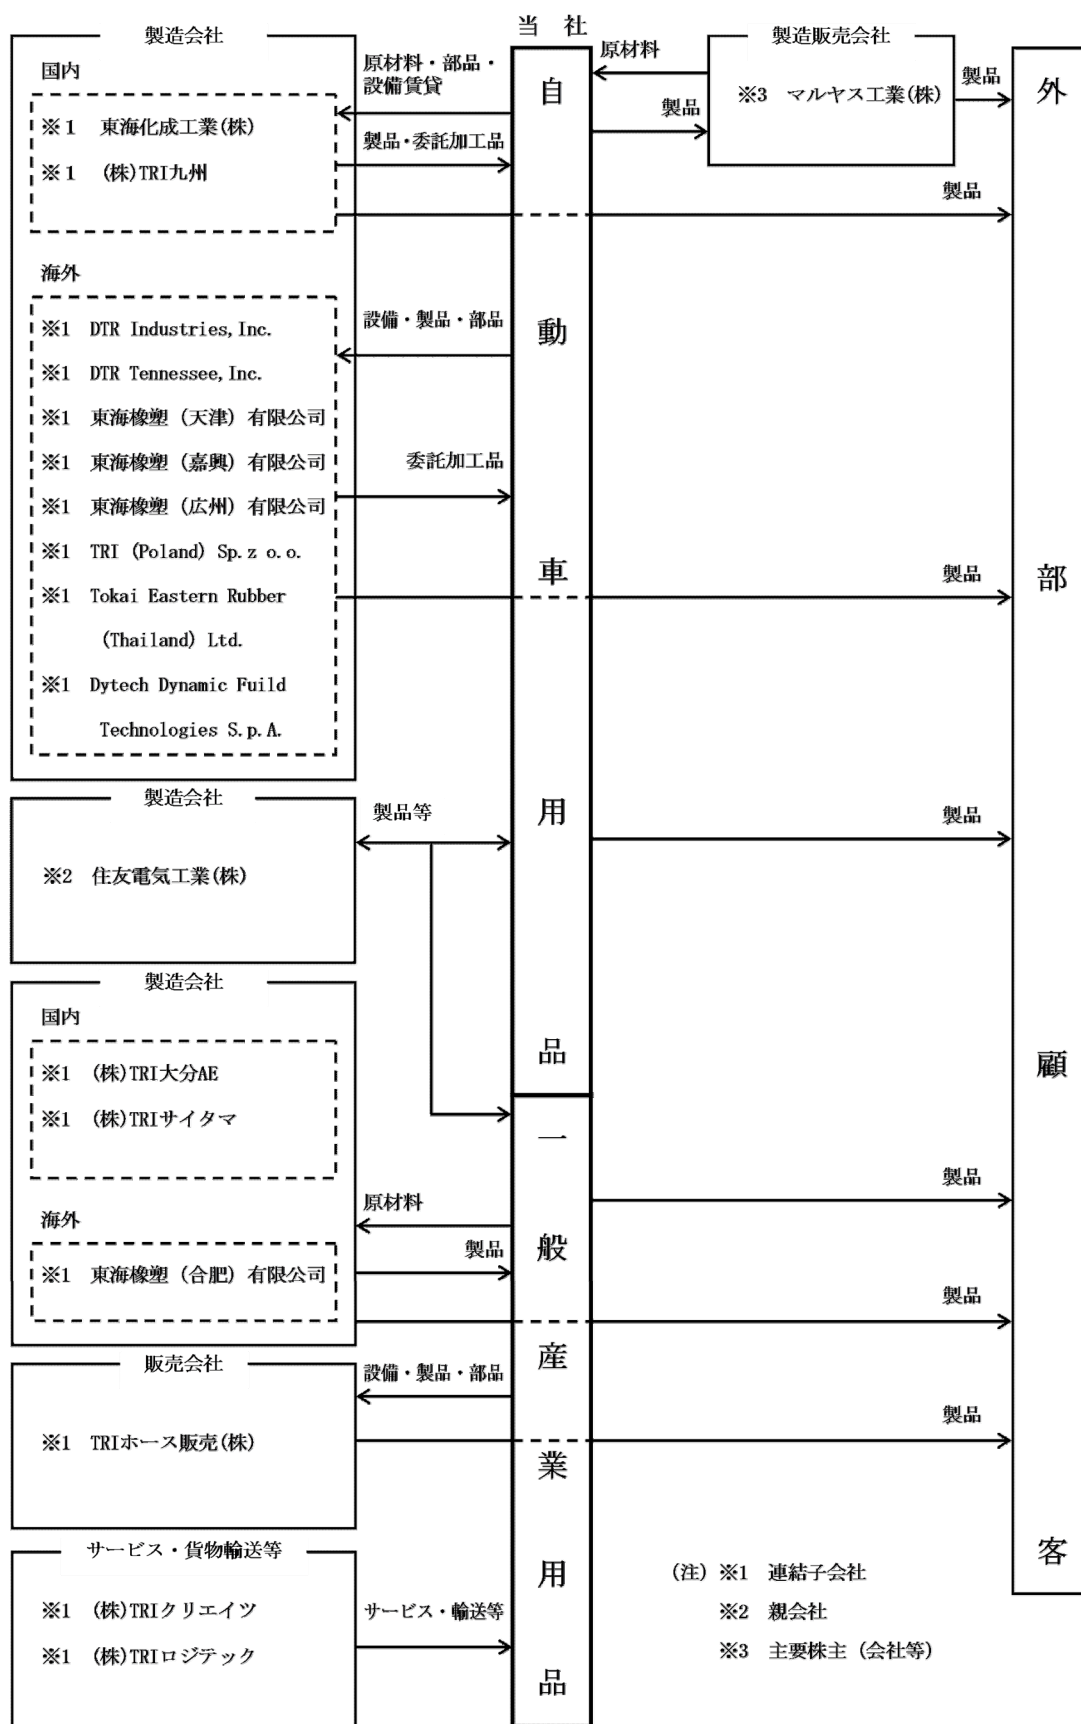 当 社
製造会社
国内
※1 東海化成工業(株)
※1 (株)TRI九州
海外
※1 DTR Industries,Inc.
※1 DTR Tennessee,Inc.
※1 東海橡塑（天津）有限公司
※1 東海橡塑（嘉興）有限公司
※1 東海橡塑（広州）有限公司
※1 TRI (Poland) Sp.z o.o.
※1 Tokai Eastern Rubber
(Thailand) Ltd.
※1 Dytech Dynamic Fuild
Technologies S.p.A.
原材料・部品・
設備賃貸
製品・委託加工品
設備・製品・部品
委託加工品
製造会社
※2 住友電気工業(株)
製品等
製造会社
国内
※1 (株)TRI大分AE
※1 (株)TRIサイタマ
海外
※1 東海橡塑（合肥）有限公司
原材料
製品
販売会社
※1 TRIホース販売(株)
設備・製品・部品
サービス・貨物輸送等
※1 (株)TRIクリエイツ
※1 (株)TRIロジテック
サービス・輸送等
自動車用品
一般産業用品
製造販売会社
※3 マルヤス工業(株)
原材料
製品
製品
製品
製品
製品
製品
製品
製品
外部顧客
(注) ※1 連結子会社
※2 親会社
※3 主要株主（会社等）